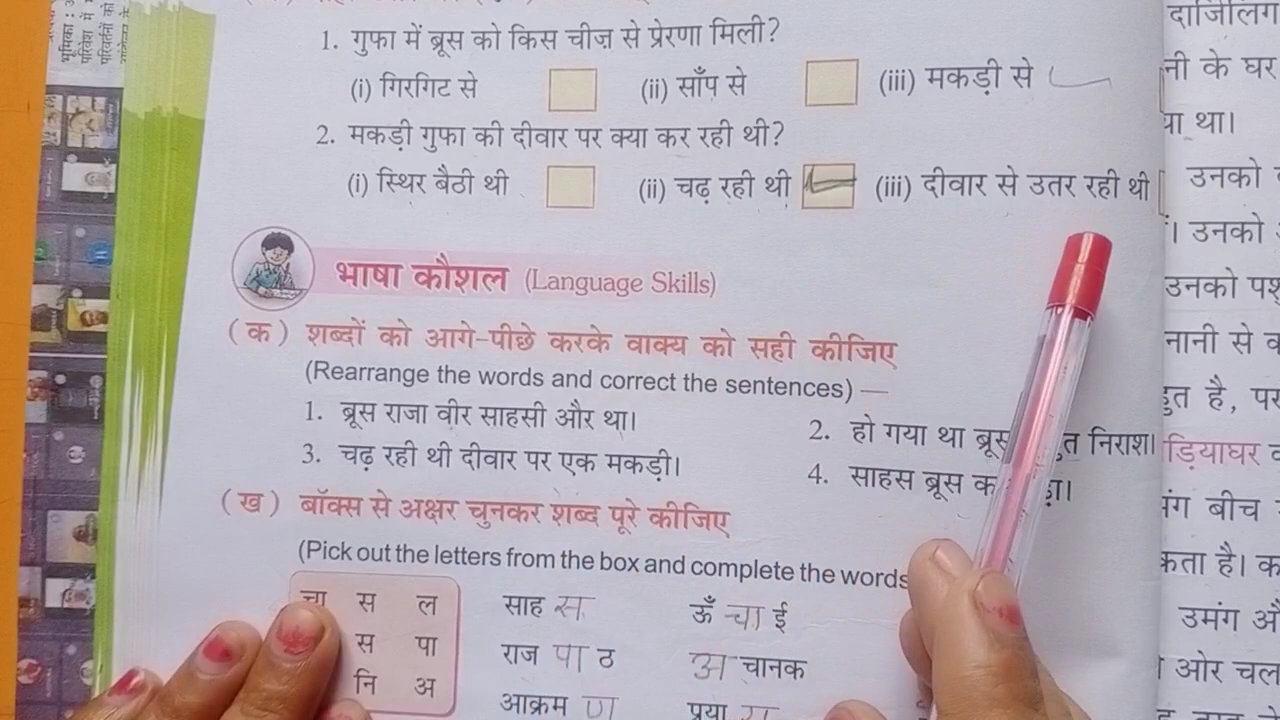 1. गुफा में ब्रूस को किस चीज़ से प्रेरणा मिली?
(i) गिरगिट से (ii) साँप से (iii) मकड़ी से
2. मकड़ी गुफा की दीवार पर क्या कर रही थी?
(i) स्थिर बैठी थी (ii) चढ़ रही थी (iii) दीवार से उतर रही थी
भाषा कौशल (Language Skills)
(क) शब्दों को आगे-पीछे करके वाक्य को सही कीजिए
(Rearrange the words and correct the sentences) —
1. ब्रूस राजा वीर साहसी और था। 2. हो गया था ब्रूस निराश।
3. चढ़ रही थी दीवार पर एक मकड़ी। 4. साहस ब्रूस
(ख) बॉक्स से अक्षर चुनकर शब्द पूरे कीजिए
(Pick out the letters from the box and complete the words
चा स ल साह स ऊँ चा ई
स पा राज पा ठ अ चानक
नि अ आक्रम ण प्रया स
दार्जिलिंग
नी के घर
या था।
उनको
। उनको
उनको
नानी से
है, पर
ड़ियाघर
बीच
कता है।
उमंग
ओर चल